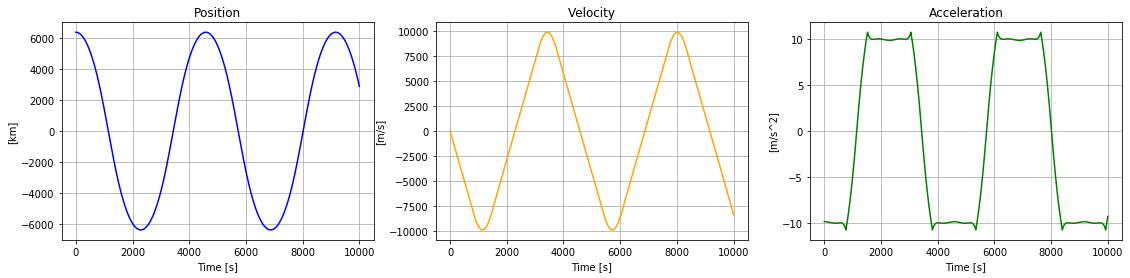 Position
[km]
6000
4000
2000
0
−2000
−4000
−6000
0 2000 4000 6000 8000 10000
Time [s]
Velocity
[m/s]
10000
7500
5000
2500
0
−2500
−5000
−7500
−10000
0 2000 4000 6000 8000 10000
Time [s]
Acceleration
[m/s^2]
10
5
0
−5
−10
0 2000 4000 6000 8000 10000
Time [s]